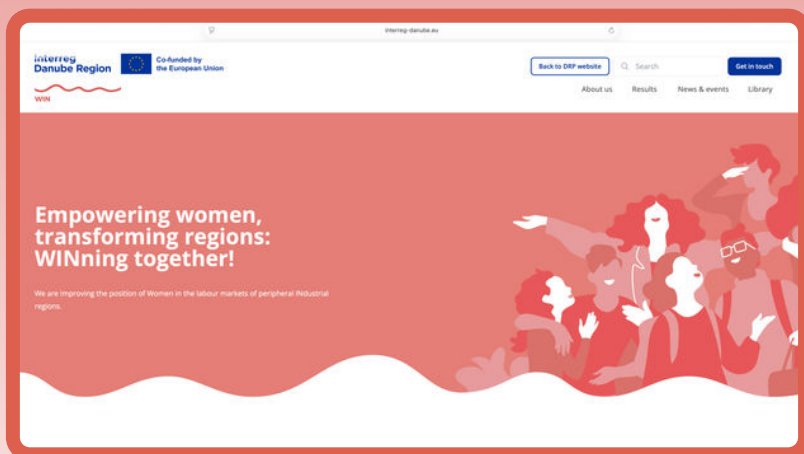 interreg-danube.eu
Interreg
Danube Region
Co-funded by
the European Union
WIN
Back to DRP website
Search
Get in touch
About us
Results
News & events
Library
Empowering women,
transforming regions:
WINning together!
We are improving the position of Women in the labour markets of peripheral INdustrial
regions.